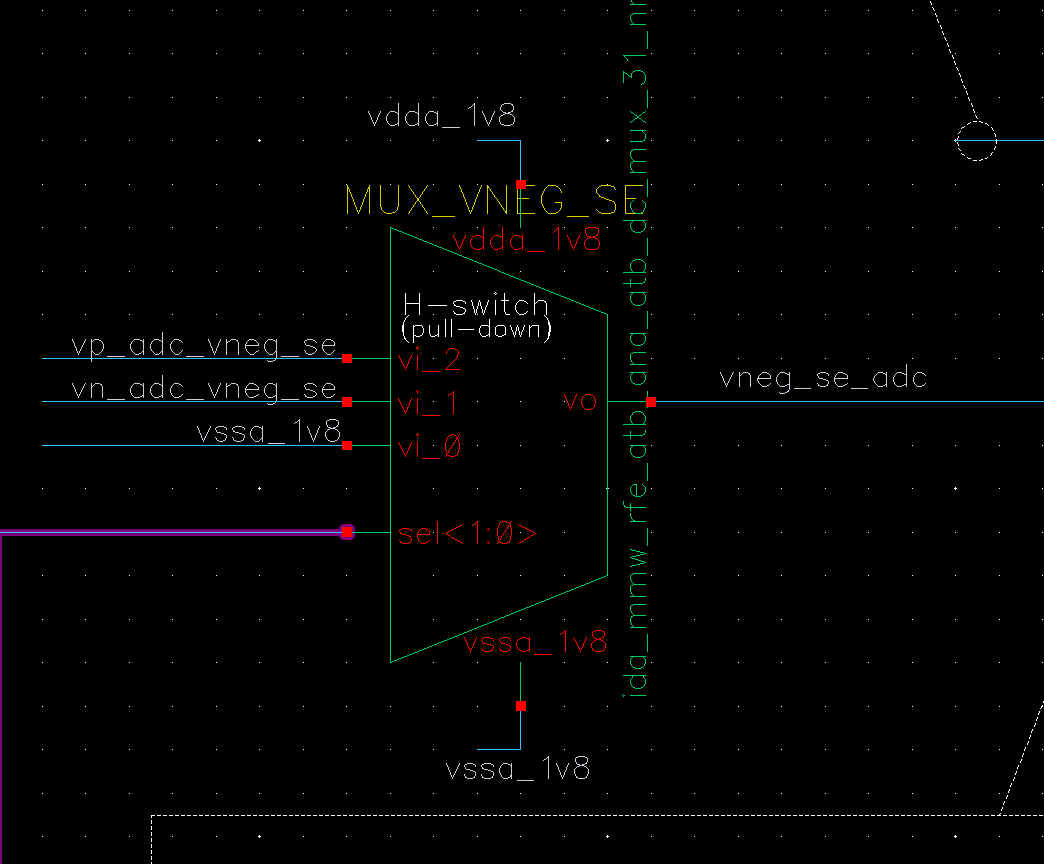 vdda_1v8
MUX_VNEG_SE
vdda_1v8
H-switch
(pull-down)
vp_adc_vneg_se
vi_2
vn_adc_vneg_se
vi_1
vo
vneg_se_adc
vssa_1v8
vi_0
sel<1:0>
vssa_1v8
vssa_1v8
ida_mmw_rfe_atb_ana_atb_dc_mux_31_